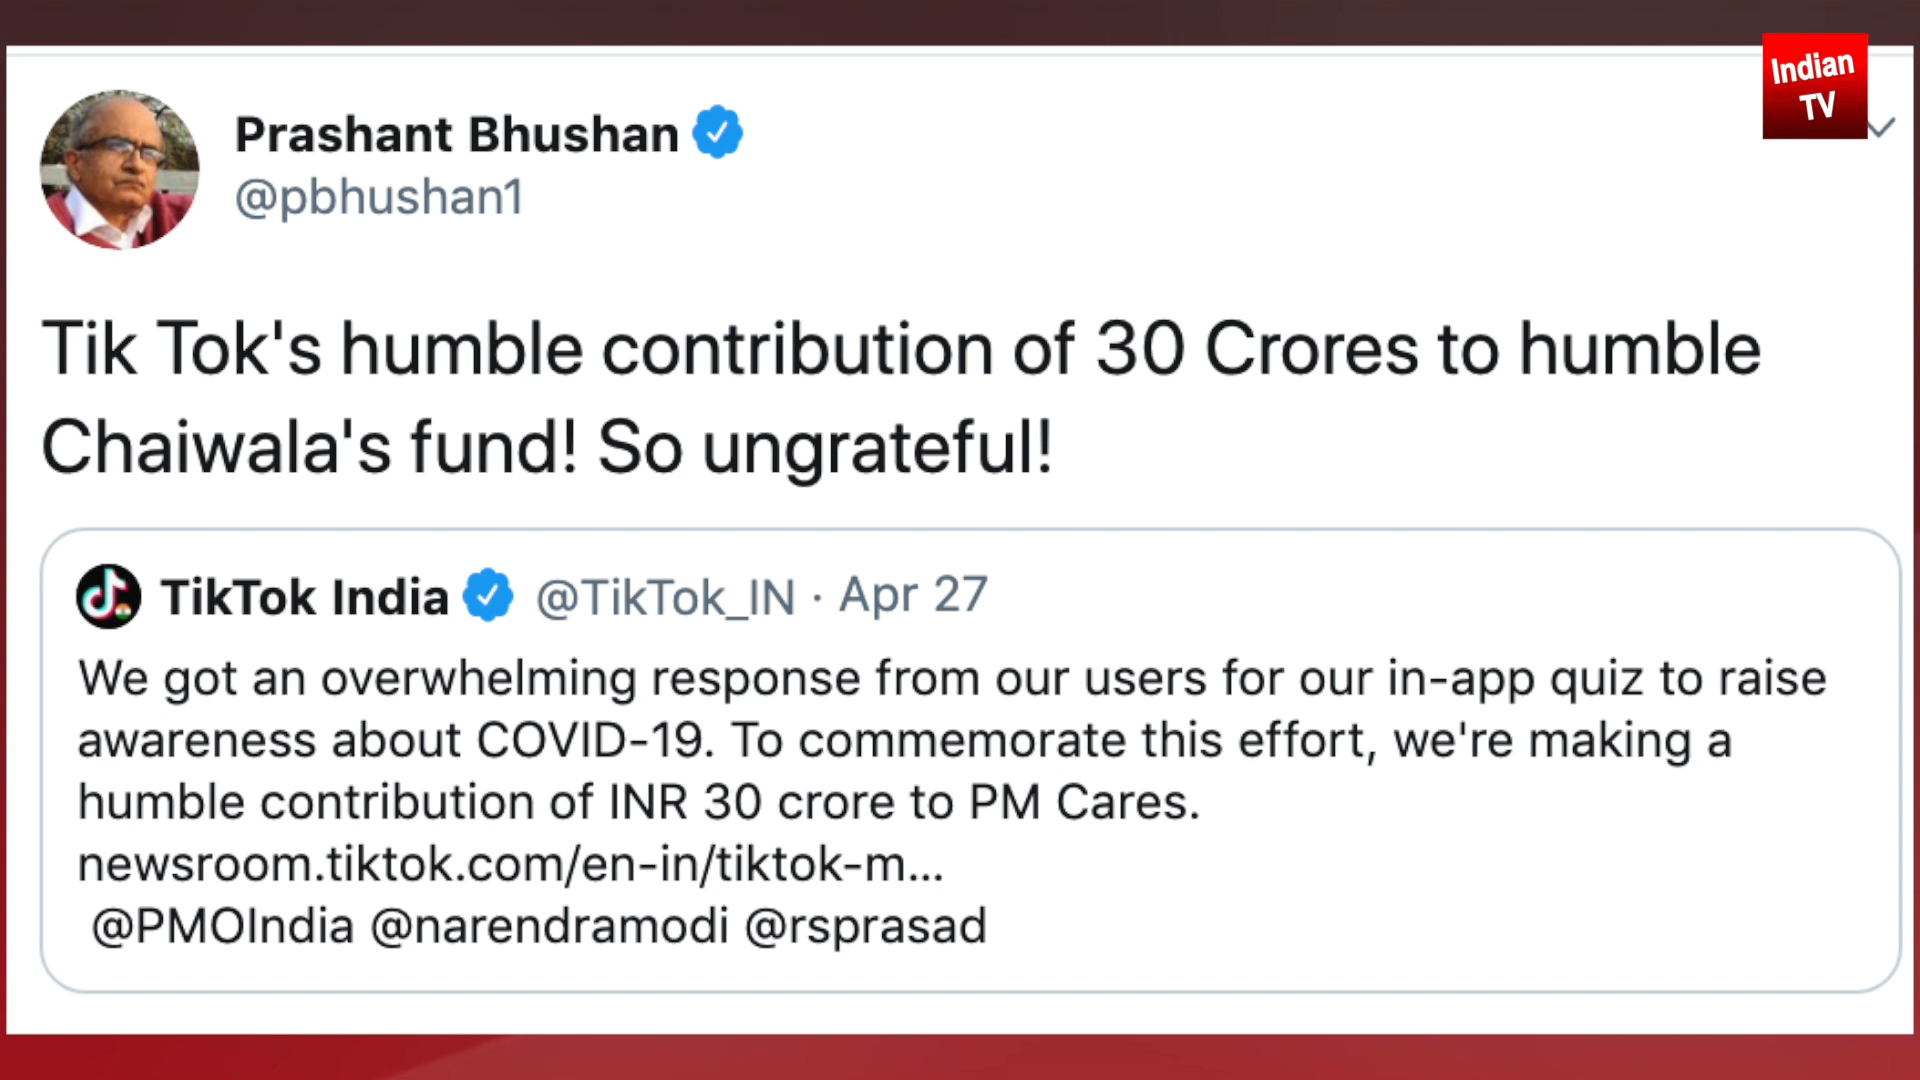 Indian
TV
Prashant Bhushan
@pbhushan1
Tik Tok's humble contribution of 30 Crores to humble
Chaiwala's fund! So ungrateful!
TikTok India @TikTok_IN · Apr 27
We got an overwhelming response from our users for our in-app quiz to raise
awareness about COVID-19. To commemorate this effort, we're making a
humble contribution of INR 30 crore to PM Cares.
newsroom.tiktok.com/en-in/tiktok-m...
@PMOIndia @narendramodi @rsprasad